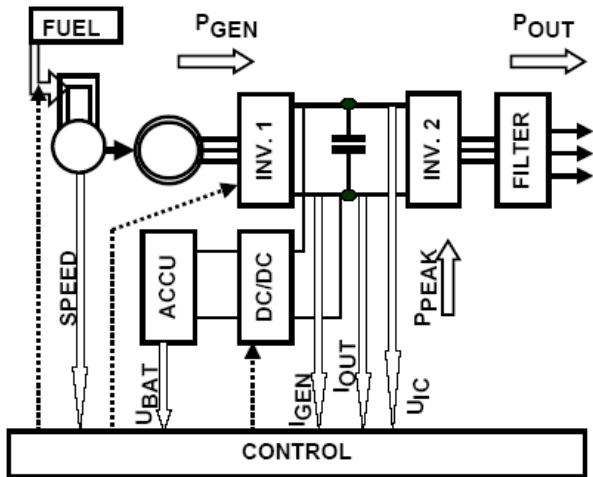 FUEL
PGEN
POUT
INV. 1
INV. 2
FILTER
SPEED
ACCU
DC/DC
PPEAK
UBAT
IGEN
IOUT
UIC
CONTROL